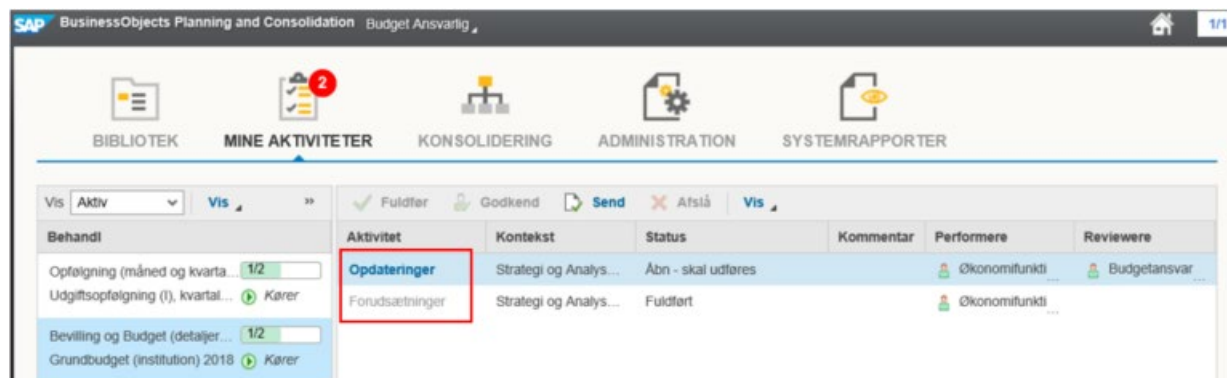 SAP BusinessObjects Planning and Consolidation Budget Ansvarlig 1/1
2
BIBLIOTEK MINE AKTIVITETER KONSOLIDERING ADMINISTRATION SYSTEMRAPPORTER
Vis Aktiv Vis » Fuldfør Godkend Send Afslå Vis
Behandl Aktivitet Kontekst Status Kommentar Performere Reviewere
Opfølgning (måned og kvarta... 1/2 Opdateringer Strategi og Analys... Åbn - skal udføres Økonomifunkti ... Budgetansvar ...
Udgiftsopfølgning (I), kvartal... Kører Forudsætninger Strategi og Analys... Fuldført Økonomifunkti ...
Bevilling og Budget (detaljer... 1/2
Grundbudget (institution) 2018 Kører